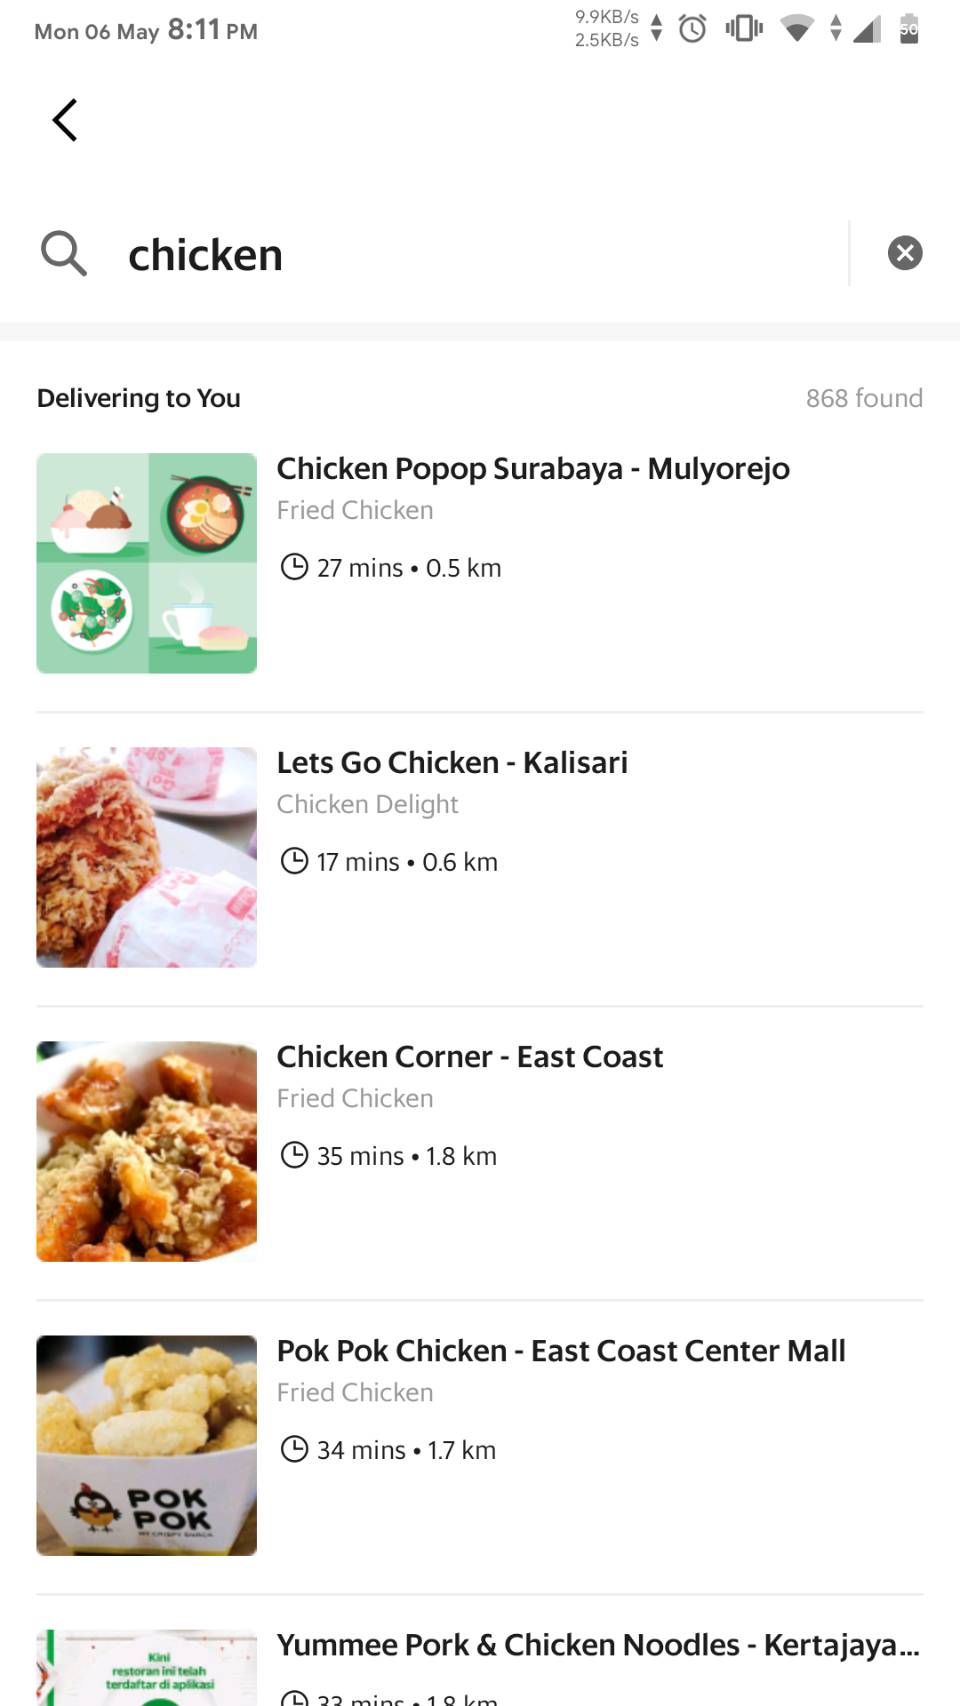 Mon 06 May 8:11 PM
9.9KB/s
2.5KB/s
50
chicken
Delivering to You
868 found
Chicken Popop Surabaya - Mulyorejo
Fried Chicken
27 mins • 0.5 km
Lets Go Chicken - Kalisari
Chicken Delight
17 mins • 0.6 km
Chicken Corner - East Coast
Fried Chicken
35 mins • 1.8 km
Pok Pok Chicken - East Coast Center Mall
Fried Chicken
34 mins • 1.7 km
POK
POK
MY CRISPY SNACK
Yummee Pork & Chicken Noodles - Kertajaya...
Kini
restoran ini telah
terdaftar di aplikasi
33 mins • 1.8 km